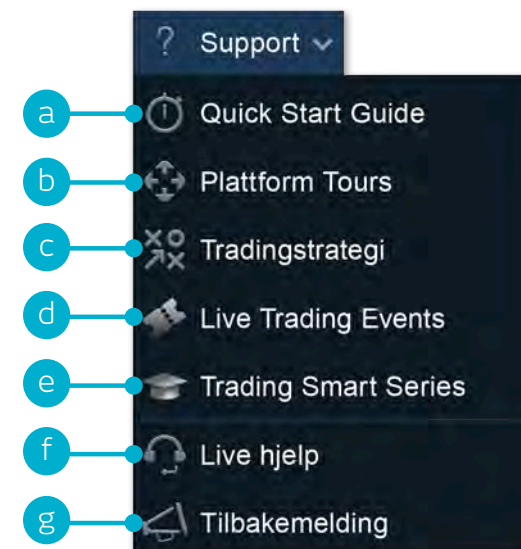 ? Support
a Quick Start Guide
b Plattform Tours
c Tradingstrategi
d Live Trading Events
e Trading Smart Series
f Live hjelp
g Tilbakemelding